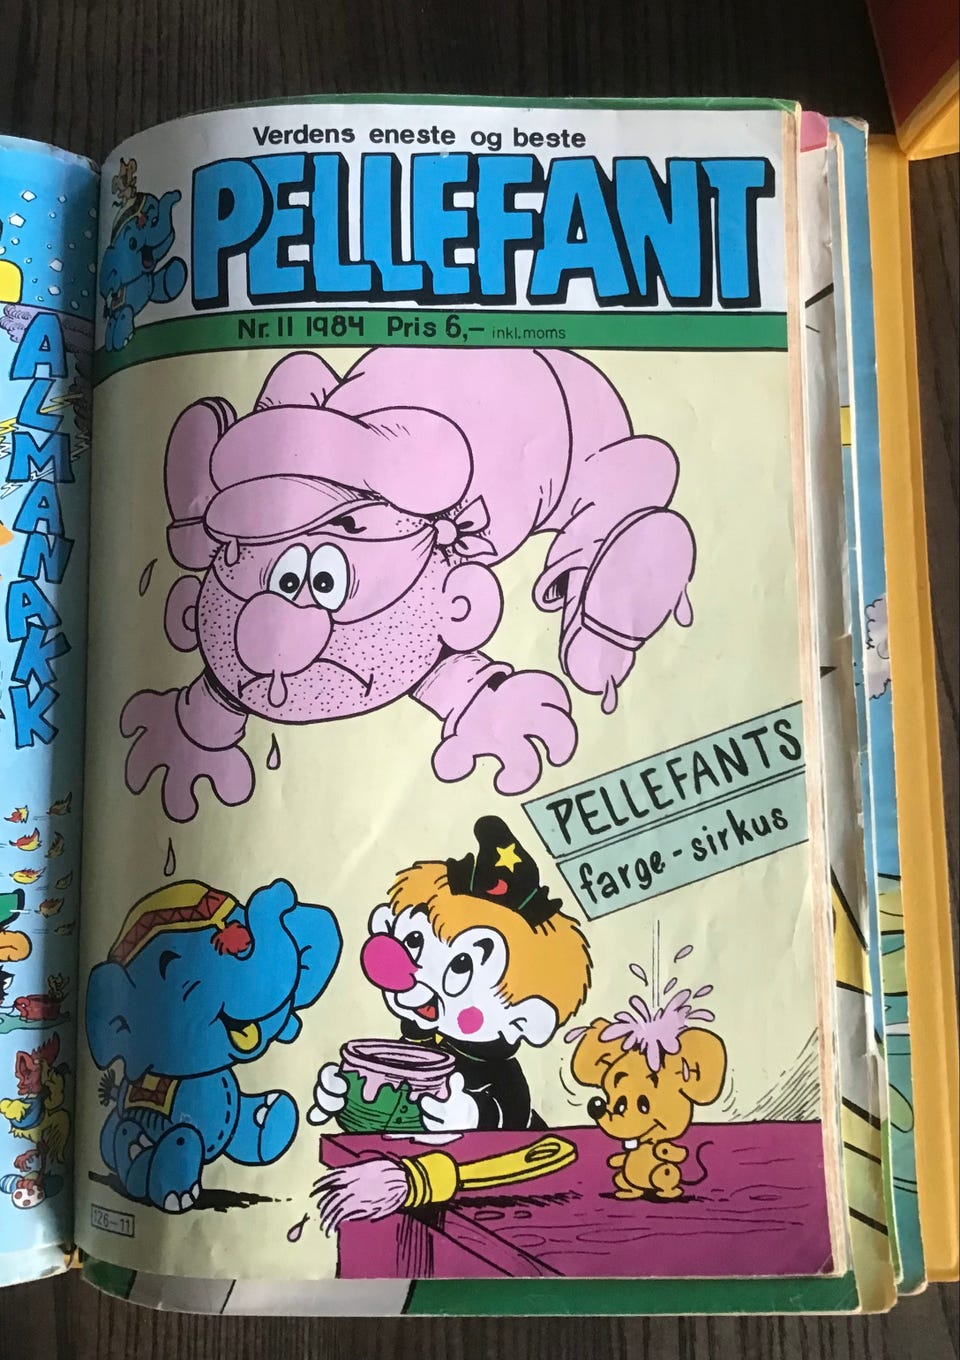 Verdens eneste og beste
PELLEFANT
Nr. 11 1984 Pris 6,- inkl. moms
ALMANAKK
PELLEFANTS
farge-sirkus
126-11